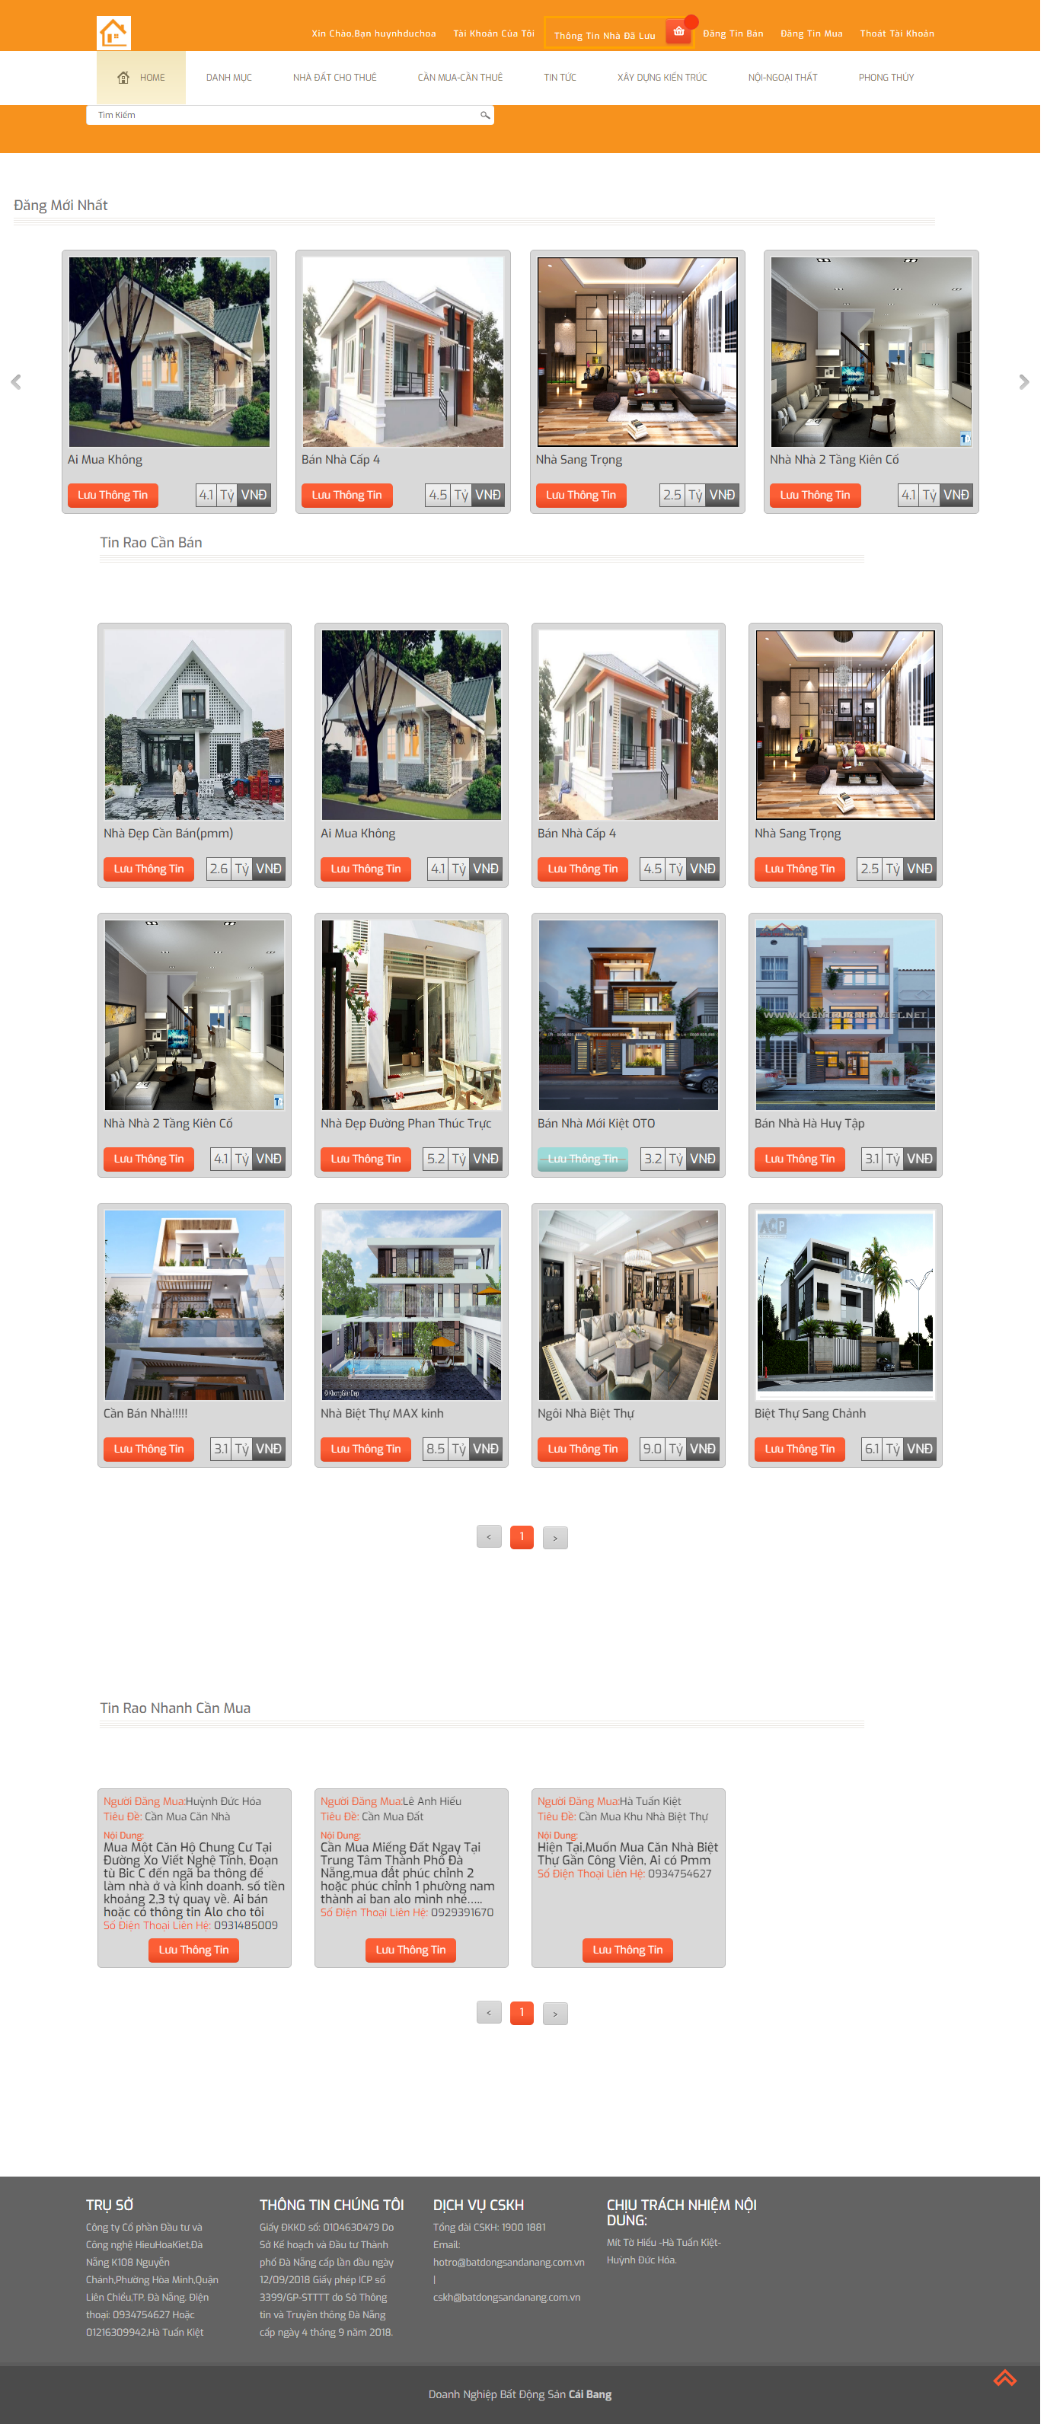 Xin Chào.Bạn huynhduchoa
Tài Khoản Của Tôi
Thông Tin Nhà Đã Lưu
Đăng Tin Bán
Đăng Tin Mua
Thoát Tài Khoản
HOME
DANH MỤC
NHÀ ĐẤT CHO THUÊ
CẦN MUA-CẦN THUÊ
TIN TỨC
XÂY DỰNG KIẾN TRÚC
NỘI-NGOẠI THẤT
PHONG THỦY
Tìm Kiếm
Đăng Mới Nhất
Ai Mua Không
Lưu Thông Tin
4.1 Tỷ VNĐ
Bán Nhà Cấp 4
Lưu Thông Tin
4.5 Tỷ VNĐ
Nhà Sang Trọng
Lưu Thông Tin
2.5 Tỷ VNĐ
Nhà Nhà 2 Tầng Kiên Cố
Lưu Thông Tin
4.1 Tỷ VNĐ
Tin Rao Cần Bán
Nhà Đẹp Cần Bán(pmm)
Lưu Thông Tin
2.6 Tỷ VNĐ
Ai Mua Không
Lưu Thông Tin
4.1 Tỷ VNĐ
Bán Nhà Cấp 4
Lưu Thông Tin
4.5 Tỷ VNĐ
Nhà Sang Trọng
Lưu Thông Tin
2.5 Tỷ VNĐ
Nhà Nhà 2 Tầng Kiên Cố
Lưu Thông Tin
4.1 Tỷ VNĐ
Nhà Đẹp Đường Phan Thúc Trực
Lưu Thông Tin
5.2 Tỷ VNĐ
Bán Nhà Mới Kiệt OTO
Lưu Thông Tin
3.2 Tỷ VNĐ
WWW.KIENTRUCNHAVIET.NET
Bán Nhà Hà Huy Tập
Lưu Thông Tin
3.1 Tỷ VNĐ
Cần Bán Nhà!!!!!
Lưu Thông Tin
3.1 Tỷ VNĐ
© Không Gian Đẹp
Nhà Biệt Thự MAX kinh
Lưu Thông Tin
8.5 Tỷ VNĐ
Ngôi Nhà Biệt Thự
Lưu Thông Tin
9.0 Tỷ VNĐ
ACP
Biệt Thự Sang Chảnh
Lưu Thông Tin
6.1 Tỷ VNĐ
< 1 >
Tin Rao Nhanh Cần Mua
Người Đăng Mua:Huỳnh Đức Hóa
Tiêu Đề: Cần Mua Căn Nhà
Nội Dung:
Mua Một Căn Hộ Chung Cư Tại
Đường Xo Viết Nghệ Tĩnh, Đoạn
từ Bic C đến ngã ba thông để
làm nhà ở và kinh doanh. số tiền
khoảng 2,3 tỷ quay về. Ai bán
hoặc có thông tin Alo cho tôi
Số Điện Thoại Liên Hệ: 0931485009
Lưu Thông Tin
Người Đăng Mua:Lê Anh Hiếu
Tiêu Đề: Cần Mua Đất
Nội Dung:
Cần Mua Miếng Đất Ngay Tại
Trung Tâm Thành Phố Đà
Nẵng,mua đắt phúc chỉnh 2
hoặc phúc chỉnh 1 phường nam
thành ai bạn alo mình nhé.....
Số Điện Thoại Liên Hệ: 0929391670
Lưu Thông Tin
Người Đăng Mua:Hà Tuấn Kiệt
Tiêu Đề: Cần Mua Khu Nhà Biệt Thự
Nội Dung:
Hiện Tại,Muốn Mua Căn Nhà Biệt
Thự Gần Công Viên, Ai có Pmm
Số Điện Thoại Liên Hệ: 0934754627
Lưu Thông Tin
< 1 >
TRỤ SỞ
Công ty Cổ phần Đầu tư và
Công nghệ HieuHoaKiet,Đà
Nẵng K108 Nguyễn
Chánh,Phường Hòa Minh,Quận
Liên Chiểu,TP. Đà Nẵng. Điện
thoại: 0934754627 Hoặc
01216309942,Hà Tuấn Kiệt
THÔNG TIN CHÚNG TÔI
Giấy ĐKKD số: 0104630479 Do
Sở Kế hoạch và Đầu tư Thành
phố Đà Nẵng cấp lần đầu ngày
12/09/2018 Giấy phép ICP số
3399/GP-STTTT do Sở Thông
tin và Truyền thông Đà Nẵng
cấp ngày 4 tháng 9 năm 2018.
DỊCH VỤ CSKH
Tổng đài CSKH: 1900 1881
Email:
hotro@batdongsandanang.com.vn
|
cskh@batdongsandanang.com.vn
CHỊU TRÁCH NHIỆM NỘI
DUNG:
Mít Tờ Hiếu -Hà Tuấn Kiệt-
Huỳnh Đức Hóa.
Doanh Nghiệp Bất Động Sản Cái Bang